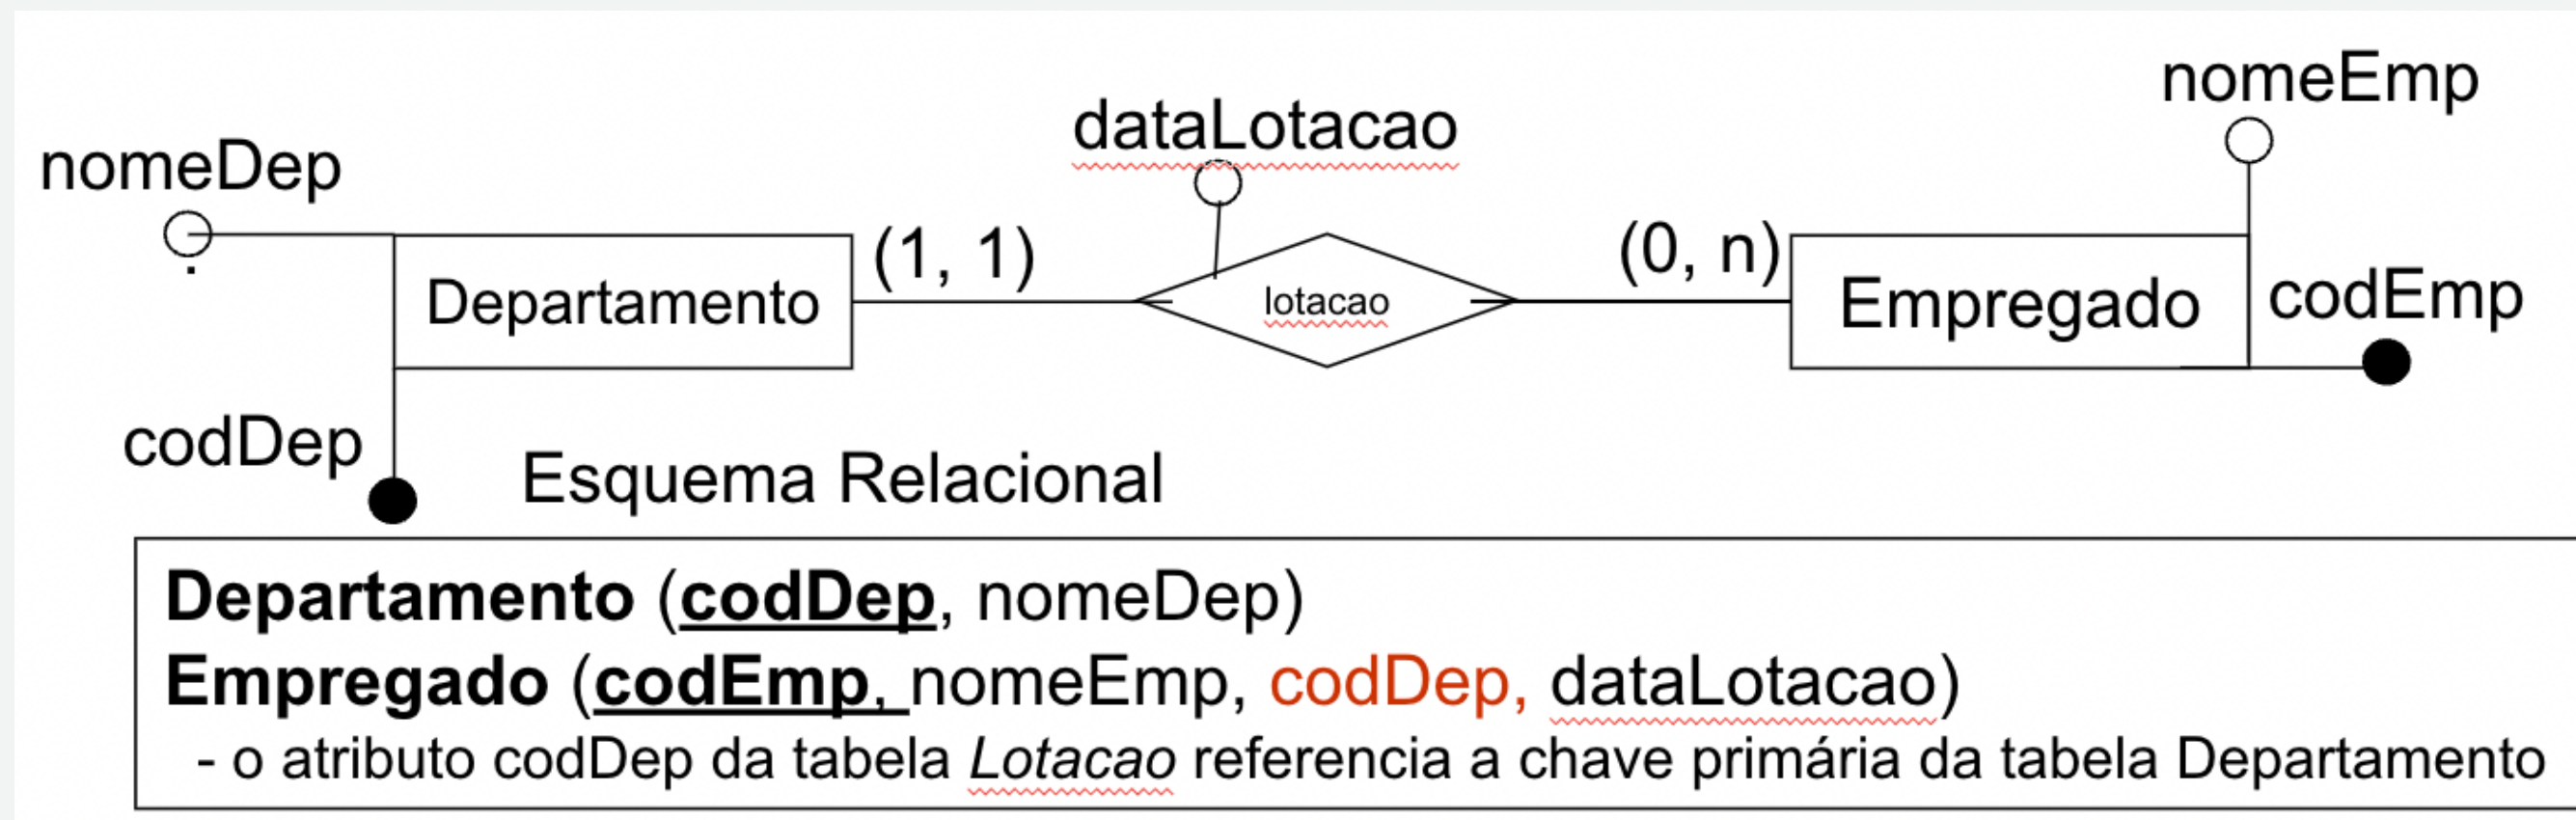 nomeEmp
dataLotacao
nomeDep
(1, 1)
(0, n)
Departamento
lotacao
Empregado
codEmp
codDep
Esquema Relacional
Departamento (codDep, nomeDep)
Empregado (codEmp, nomeEmp, codDep, dataLotacao)
- o atributo codDep da tabela Lotacao referencia a chave primária da tabela Departamento